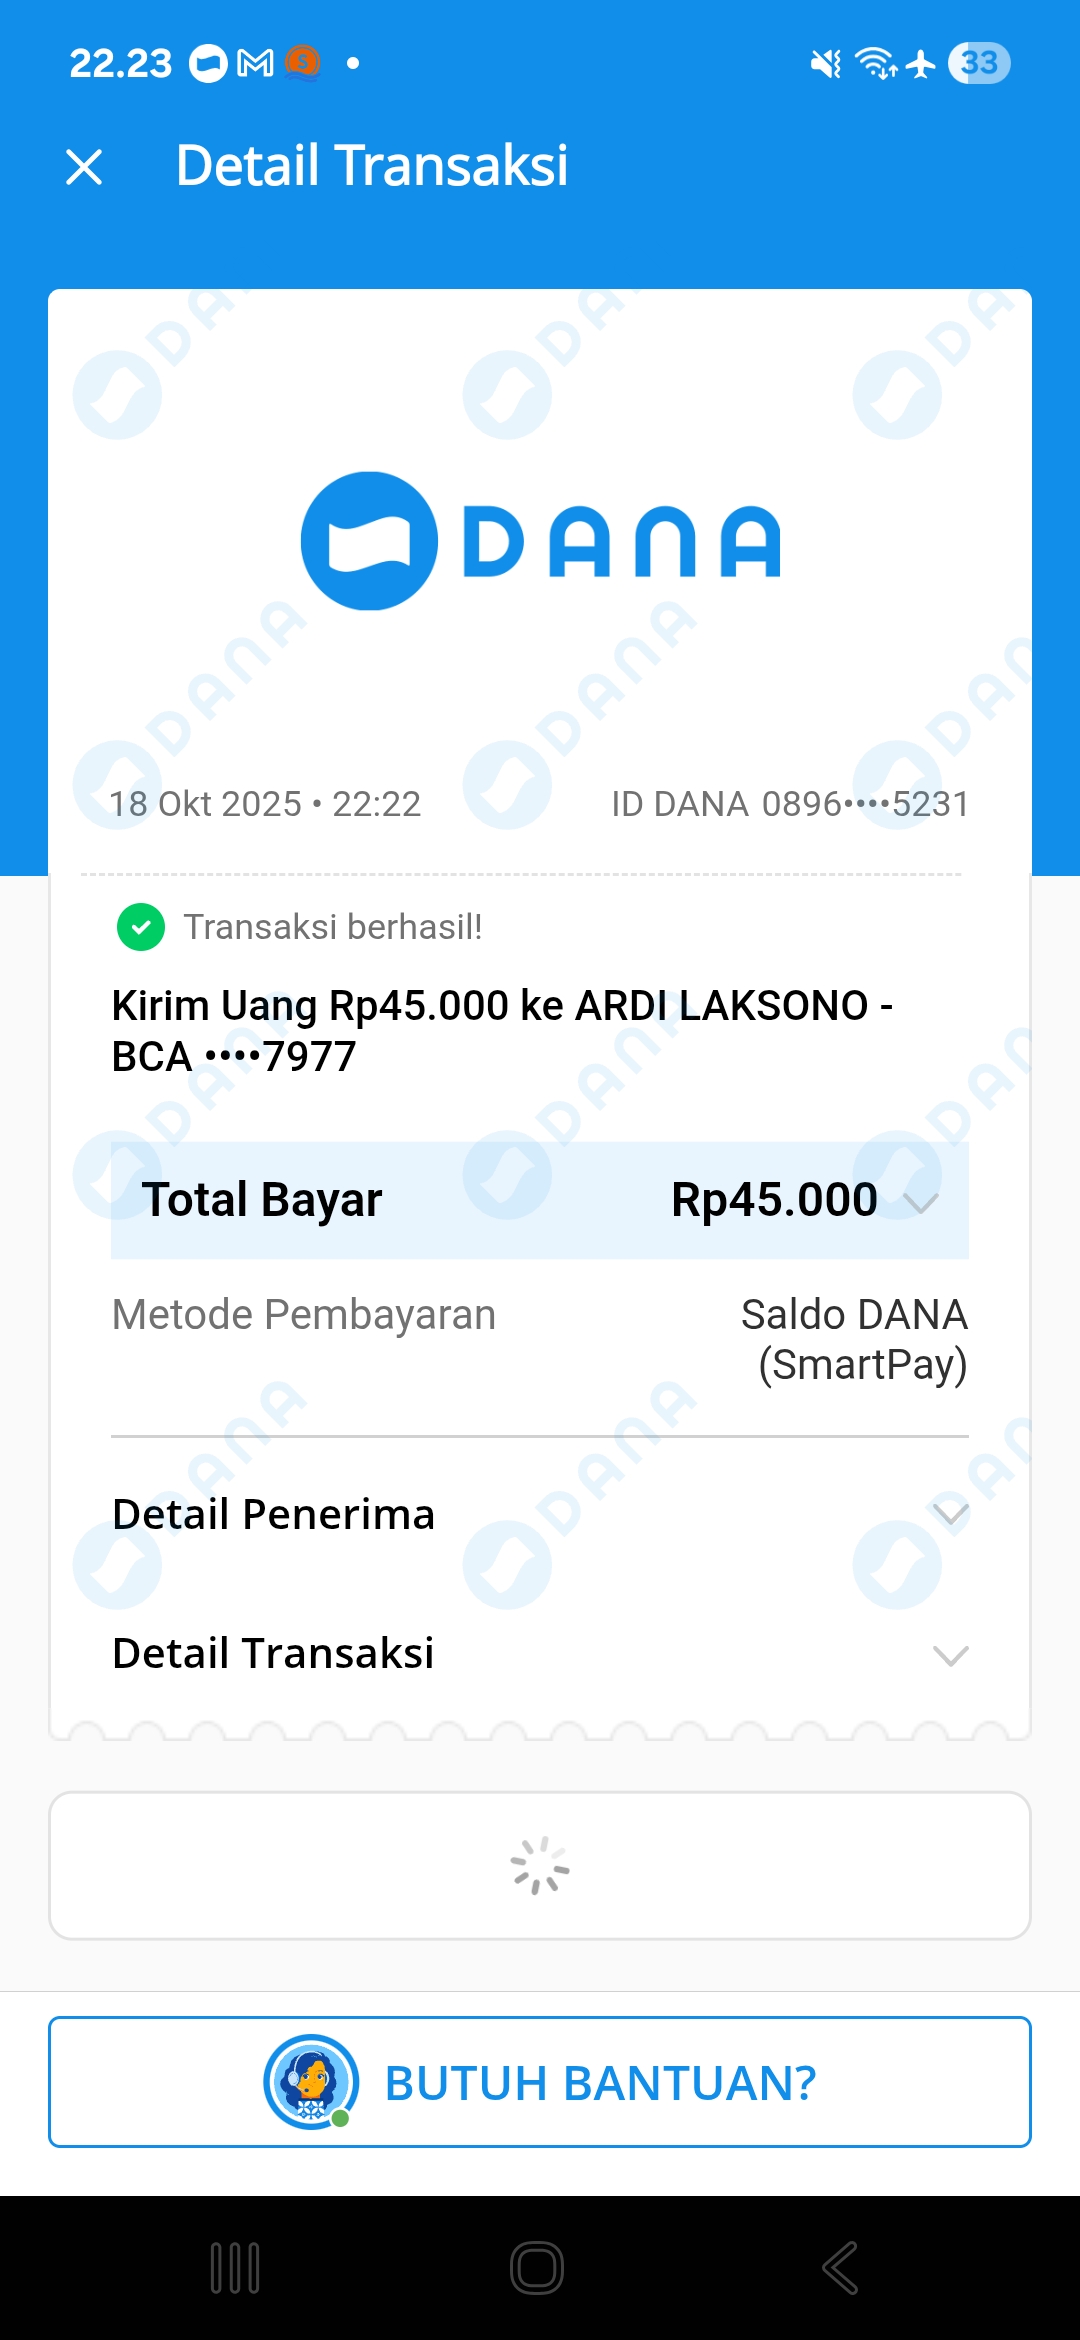 22.23
33
Detail Transaksi
DANA
18 Okt 2025 • 22:22
ID DANA 0896••••5231
Transaksi berhasil!
Kirim Uang Rp45.000 ke ARDI LAKSONO -
BCA ••••7977
Total Bayar
Rp45.000
Metode Pembayaran
Saldo DANA
(SmartPay)
Detail Penerima
Detail Transaksi
BUTUH BANTUAN?